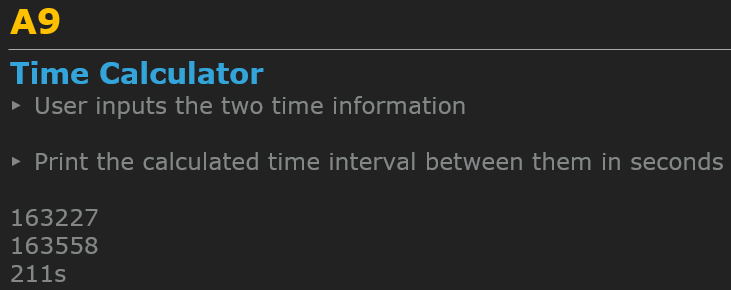 A9
Time Calculator
▸ User inputs the two time information
▸ Print the calculated time interval between them in seconds
163227
163558
211s